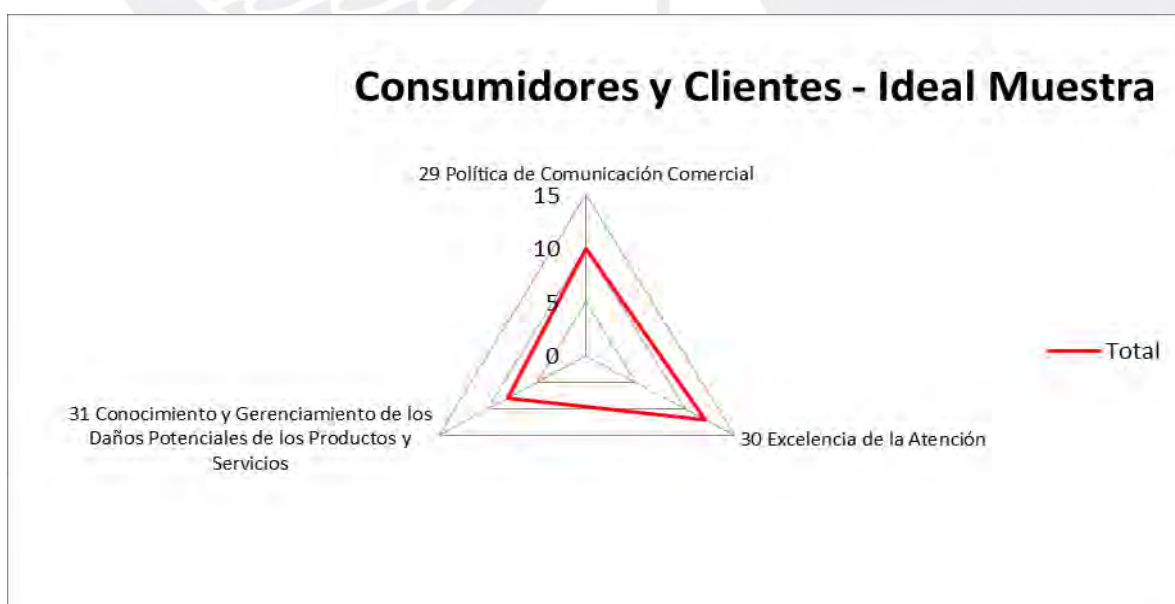 Consumidores y Clientes - Ideal Muestra
29 Política de Comunicación Comercial
15
10
5
0
Total
31 Conocimiento y Gerenciamiento de los
Daños Potenciales de los Productos y
Servicios
30 Excelencia de la Atención